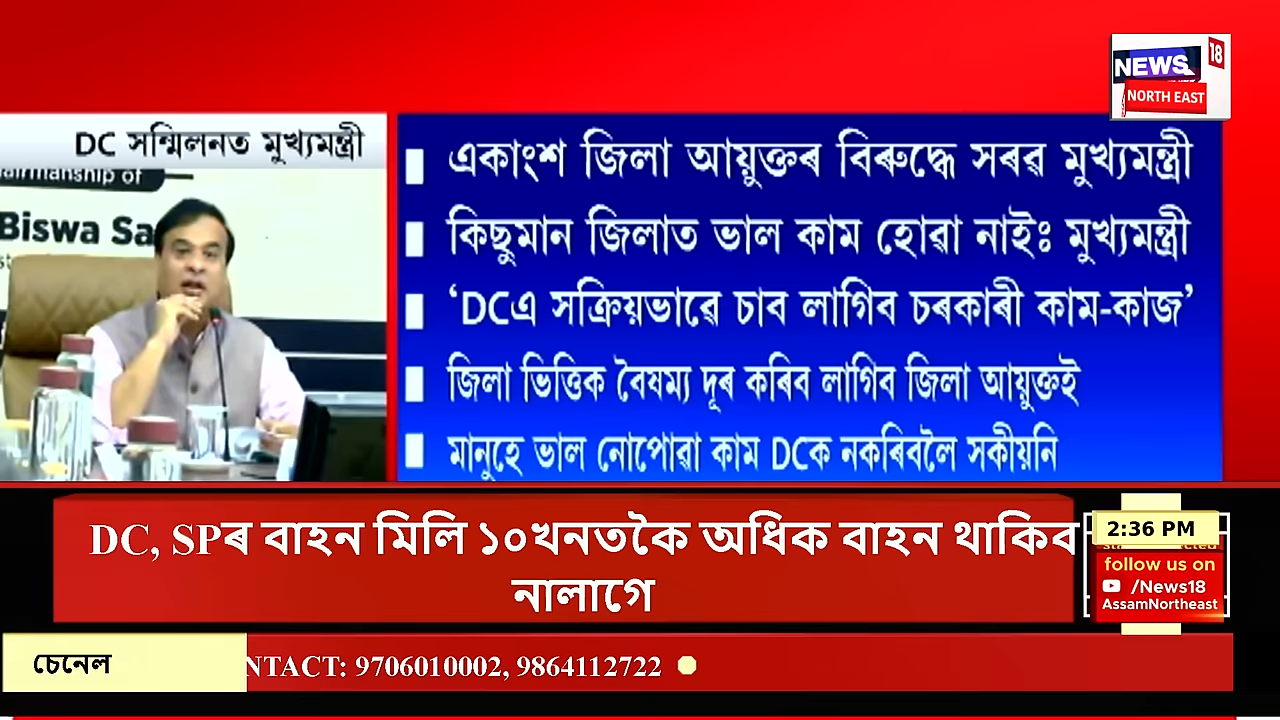 NEWS 18
NORTH EAST
DC সন্মিলনত মুখ্যমন্ত্ৰী
of
Biswa Sa
একাংশ জিলা আয়ুক্তৰ বিৰুদ্ধে সৰৱ মুখ্যমন্ত্ৰী
কিছুমান জিলাত ভাল কাম হোৱা নাইঃ মুখ্যমন্ত্ৰী
‘DCএ সক্ৰিয়ভাৱে চাব লাগিব চৰকাৰী কাম-কাজ’
জিলা ভিত্তিক বৈষম্য দূৰ কৰিব লাগিব জিলা আয়ুক্তই
মানুহে ভাল নোপোৱা কাম DCক নকৰিবলৈ সকীয়নি
DC, SPৰ বাহন মিলি ১০খনতকৈ অধিক বাহন থাকিব
নালাগে
2:36 PM
follow us on
/News18
AssamNortheast
চেনেল
NTACT: 9706010002, 9864112722